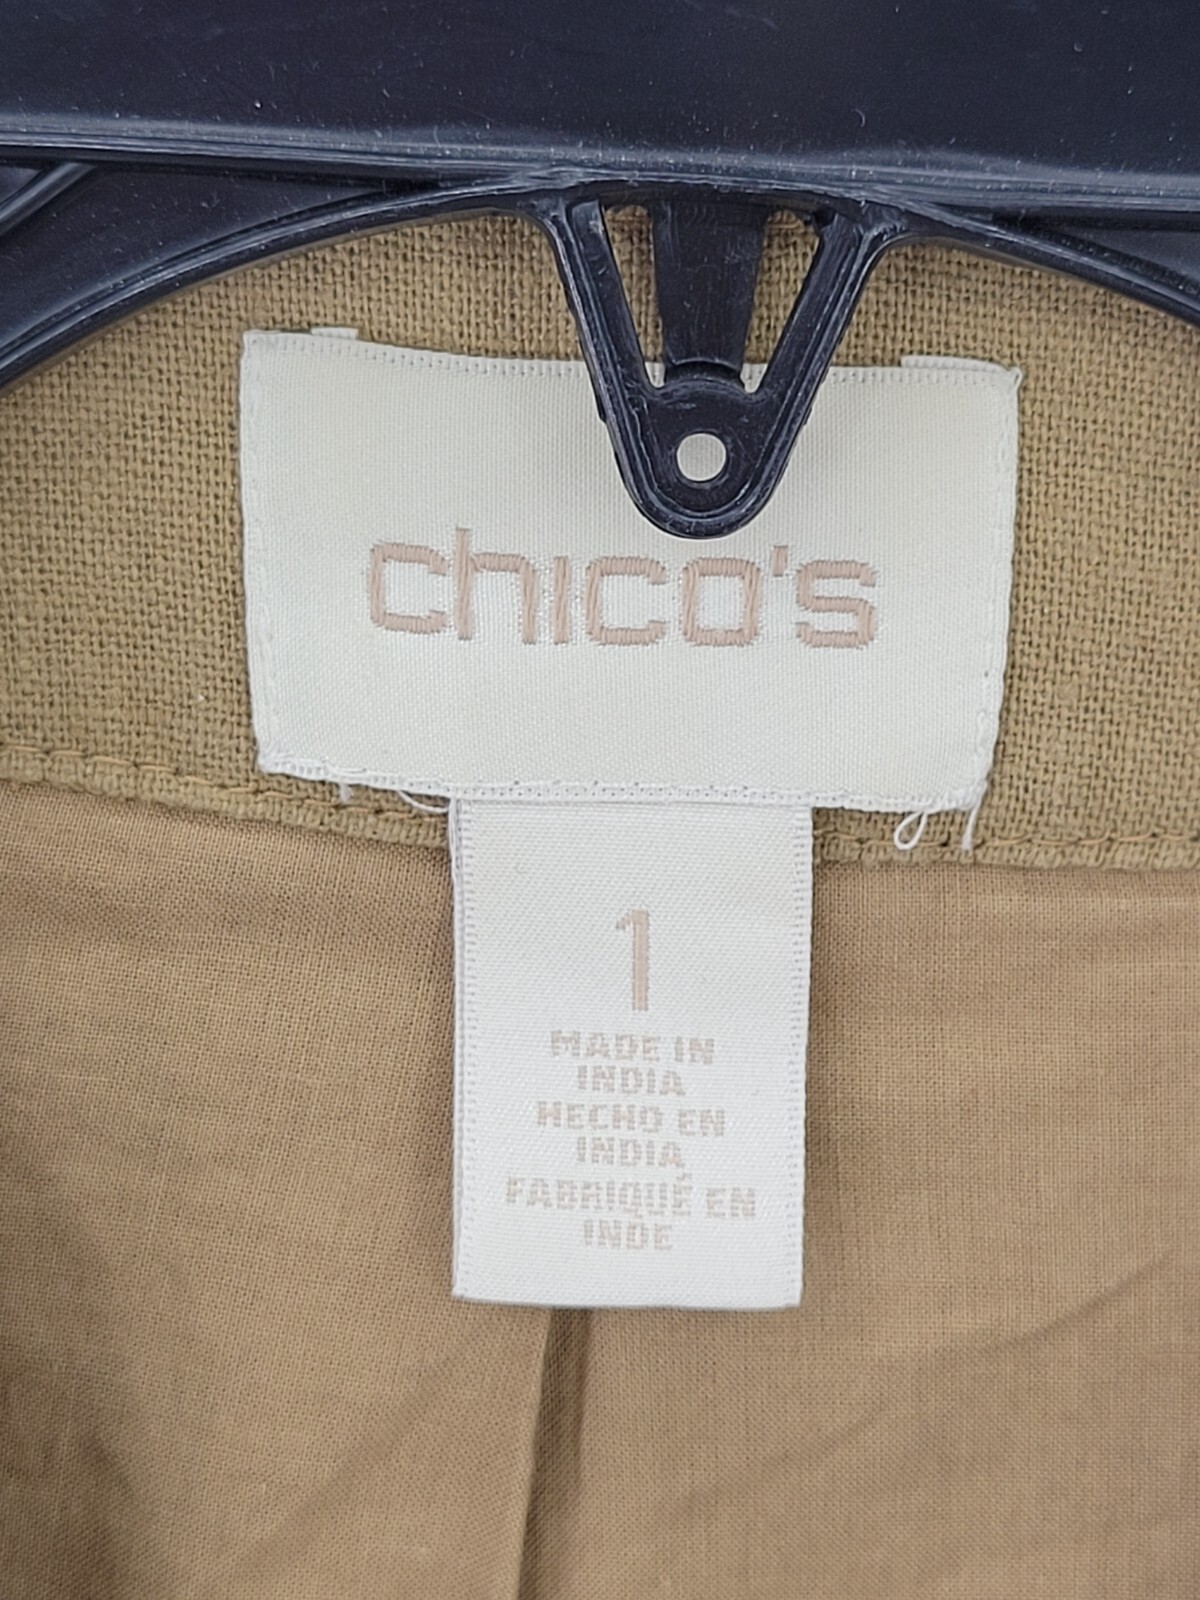 chico's
1
MADE IN
INDIA
HECHO EN
INDIA
FABRIQUÉ EN
INDE